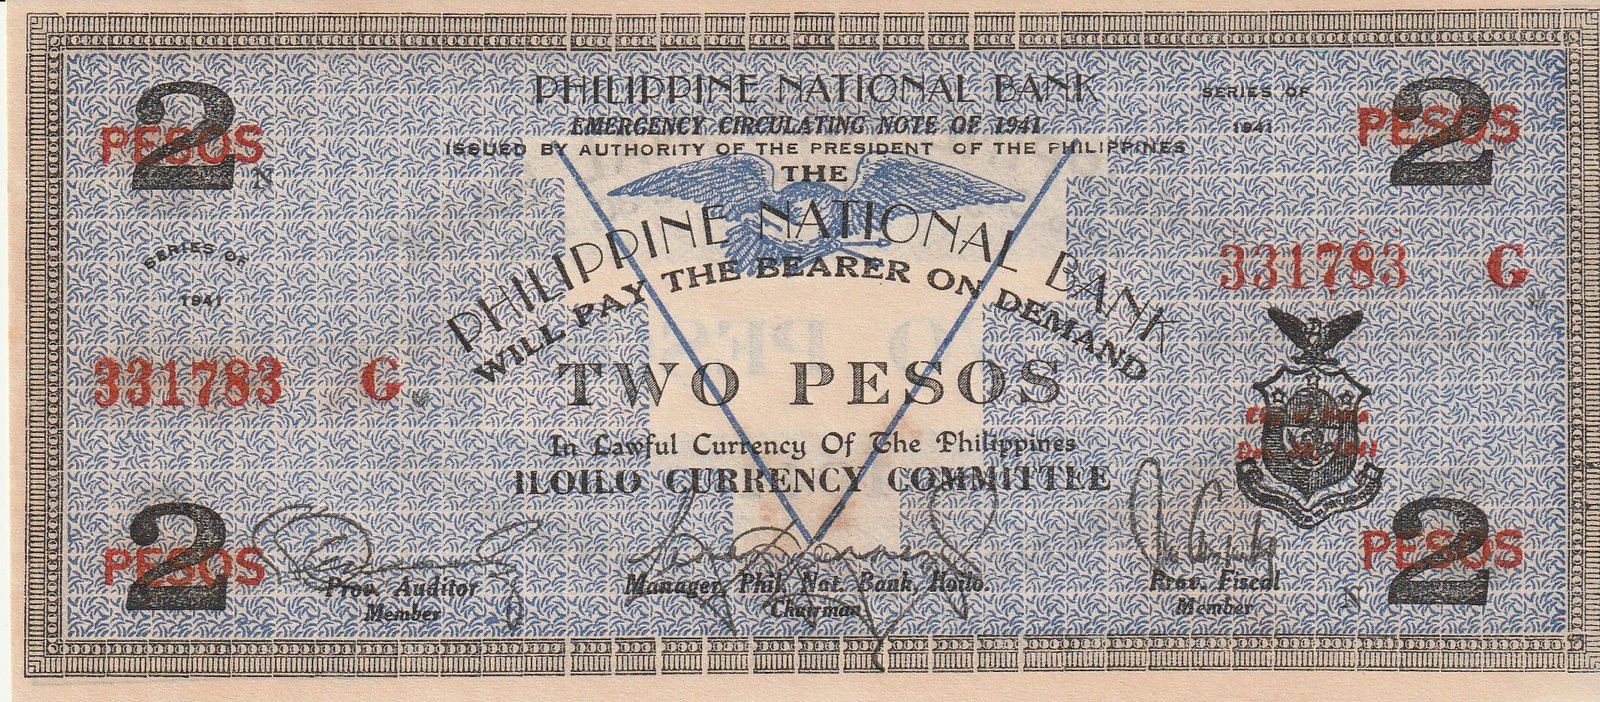 2 PESOS N
PHILIPPINE NATIONAL BANK
SERIES OF
1941
2 PESOS
EMERGENCY CIRCULATING NOTE OF 1941
ISSUED BY AUTHORITY OF THE PRESIDENT OF THE PHILIPPINES
THE
PHILIPPINE NATIONAL BANK
WILL PAY THE BEARER ON DEMAND
SERIES OF
1941
331783 G
331783 G
TWO PESOS
In Lawful Currency Of The Philippines
ILOILO CURRENCY COMMITTEE
2 PESOS
Prov. Auditor
Member
Manager, Phil. Nat. Bank, Iloilo.
Chairman
Prov. Fiscal
Member
N
2 PESOS